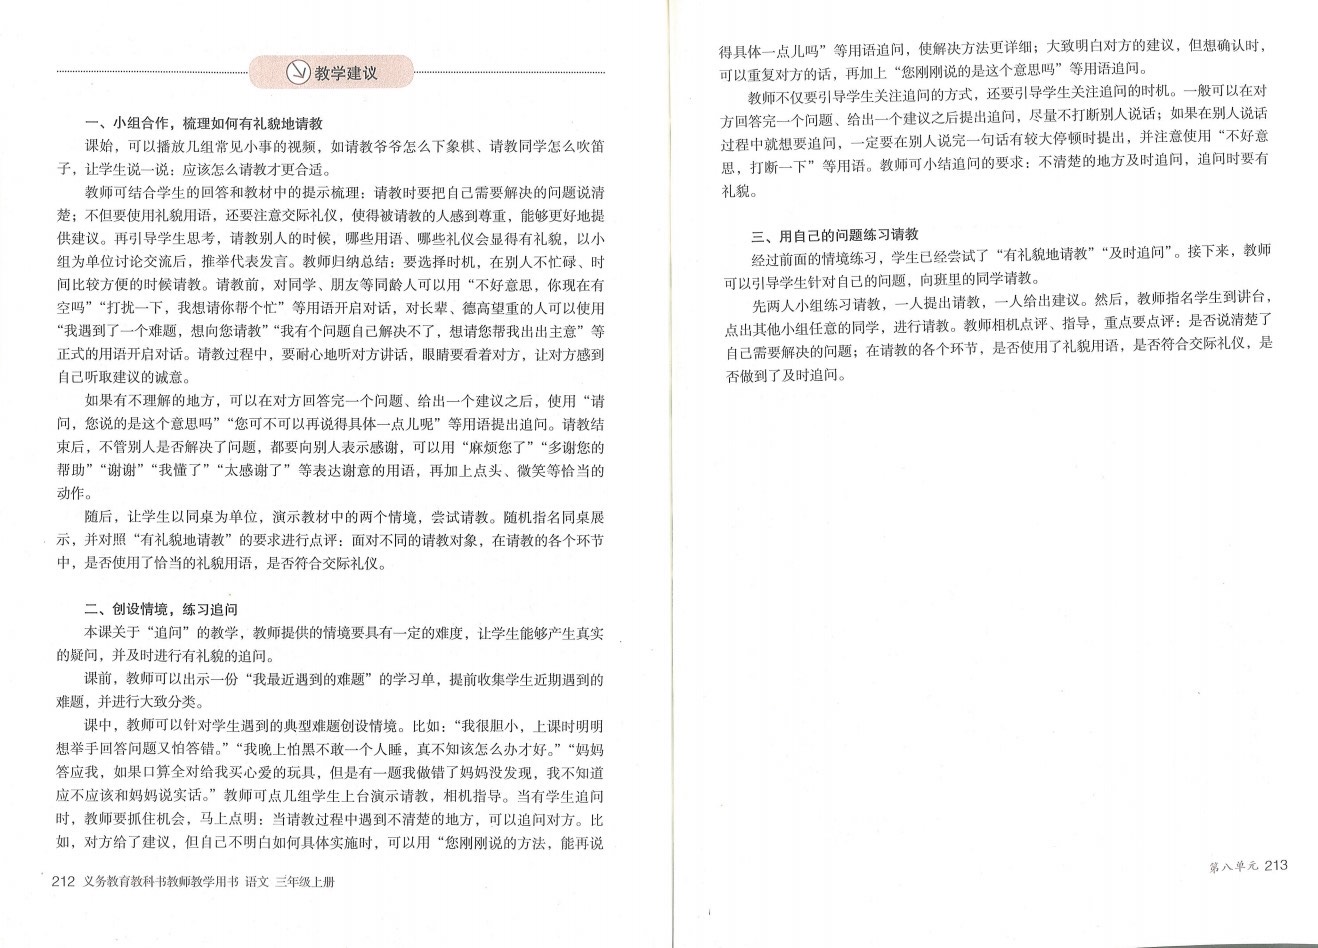 教学建议
一、小组合作，梳理如何有礼貌地请教
课始，可以播放几组常见小事的视频，如请教爷爷怎么下象棋、请教同学怎么吹笛
子，让学生说一说：应该怎么请教才更合适。
教师可结合学生的回答和教材中的提示梳理：请教时要把自己需要解决的问题说清
楚；不但要使用礼貌用语，还要注意交际礼仪，使得被请教的人感到尊重，能够更好地提
供建议。再引导学生思考，请教别人的时候，哪些用语、哪些礼仪会显得有礼貌，以小
组为单位讨论交流后，推举代表发言。教师归纳总结：要选择时机，在别人不忙碌、时
间比较方便的时候请教。请教前，对同学、朋友等同龄人可以用“不好意思，你现在有
空吗”“打扰一下，我想请你帮个忙”等用语开启对话，对长辈、德高望重的人可以使用
“我遇到了一个难题，想向您请教”“我有个问题自己解决不了，想请您帮我出出主意”等
正式的用语开启对话。请教过程中，要耐心地听对方讲话，眼睛要看着对方，让对方感到
自己听取建议的诚意。
如果有不理解的地方，可以在对方回答完一个问题、给出一个建议之后，使用“请
问，您说的是这个意思吗”“您可不可以再说得具体一点儿呢”等用语提出追问。请教结
束后，不管别人是否解决了问题，都要向别人表示感谢，可以用“麻烦您了”“多谢您的
帮助”“谢谢”“我懂了”“太感谢了”等表达谢意的用语，再加上点头、微笑等恰当的
动作。
随后，让学生以同桌为单位，演示教材中的两个情境，尝试请教。随机指名同桌展
示，并对照“有礼貌地请教”的要求进行点评：面对不同的请教对象，在请教的各个环节
中，是否使用了恰当的礼貌用语，是否符合交际礼仪。
二、创设情境，练习追问
本课关于“追问”的教学，教师提供的情境要具有一定的难度，让学生能够产生真实
的疑问，并及时进行有礼貌的追问。
课前，教师可以出示一份“我最近遇到的难题”的学习单，提前收集学生近期遇到的
难题，并进行大致分类。
课中，教师可以针对学生遇到的典型难题创设情境。比如：“我很胆小，上课时明明
想举手回答问题又怕答错。”“我晚上怕黑不敢一个人睡，真不知该怎么办才好。”“妈妈
答应我，如果口算全对给我买心爱的玩具，但是有一题我做错了妈妈没发现，我不知道
应不应该和妈妈说实话。”教师可点几组学生上台演示请教，相机指导。当有学生追问
时，教师要抓住机会，马上点明：当请教过程中遇到不清楚的地方，可以追问对方。比
如，对方给了建议，但自己不明白如何具体实施时，可以用“您刚刚说的方法，能再说
212 义务教育教科书教师教学用书 语文 三年级上册
得具体一点儿吗”等用语追问，使解决方法更详细；大致明白对方的建议，但想确认时，
可以重复对方的话，再加上“您刚刚说的是这个意思吗”等用语追问。
教师不仅要引导学生关注追问的方式，还要引导学生关注追问的时机。一般可以在对
方回答完一个问题、给出一个建议之后提出追问，尽量不打断别人说话；如果在别人说话
过程中就想要追问，一定要在别人说完一句话有较大停顿时提出，并注意使用“不好意
思，打断一下”等用语。教师可小结追问的要求：不清楚的地方及时追问，追问时要有
礼貌。
三、用自己的问题练习请教
经过前面的情境练习，学生已经尝试了“有礼貌地请教”“及时追问”。接下来，教师
可以引导学生针对自己的问题，向班里的同学请教。
先两人小组练习请教，一人提出请教，一人给出建议。然后，教师指名学生到讲台，
点出其他小组任意的同学，进行请教。教师相机点评、指导，重点要点评：是否说清楚了
自己需要解决的问题；在请教的各个环节，是否使用了礼貌用语，是否符合交际礼仪，是
否做到了及时追问。
第八单元 213